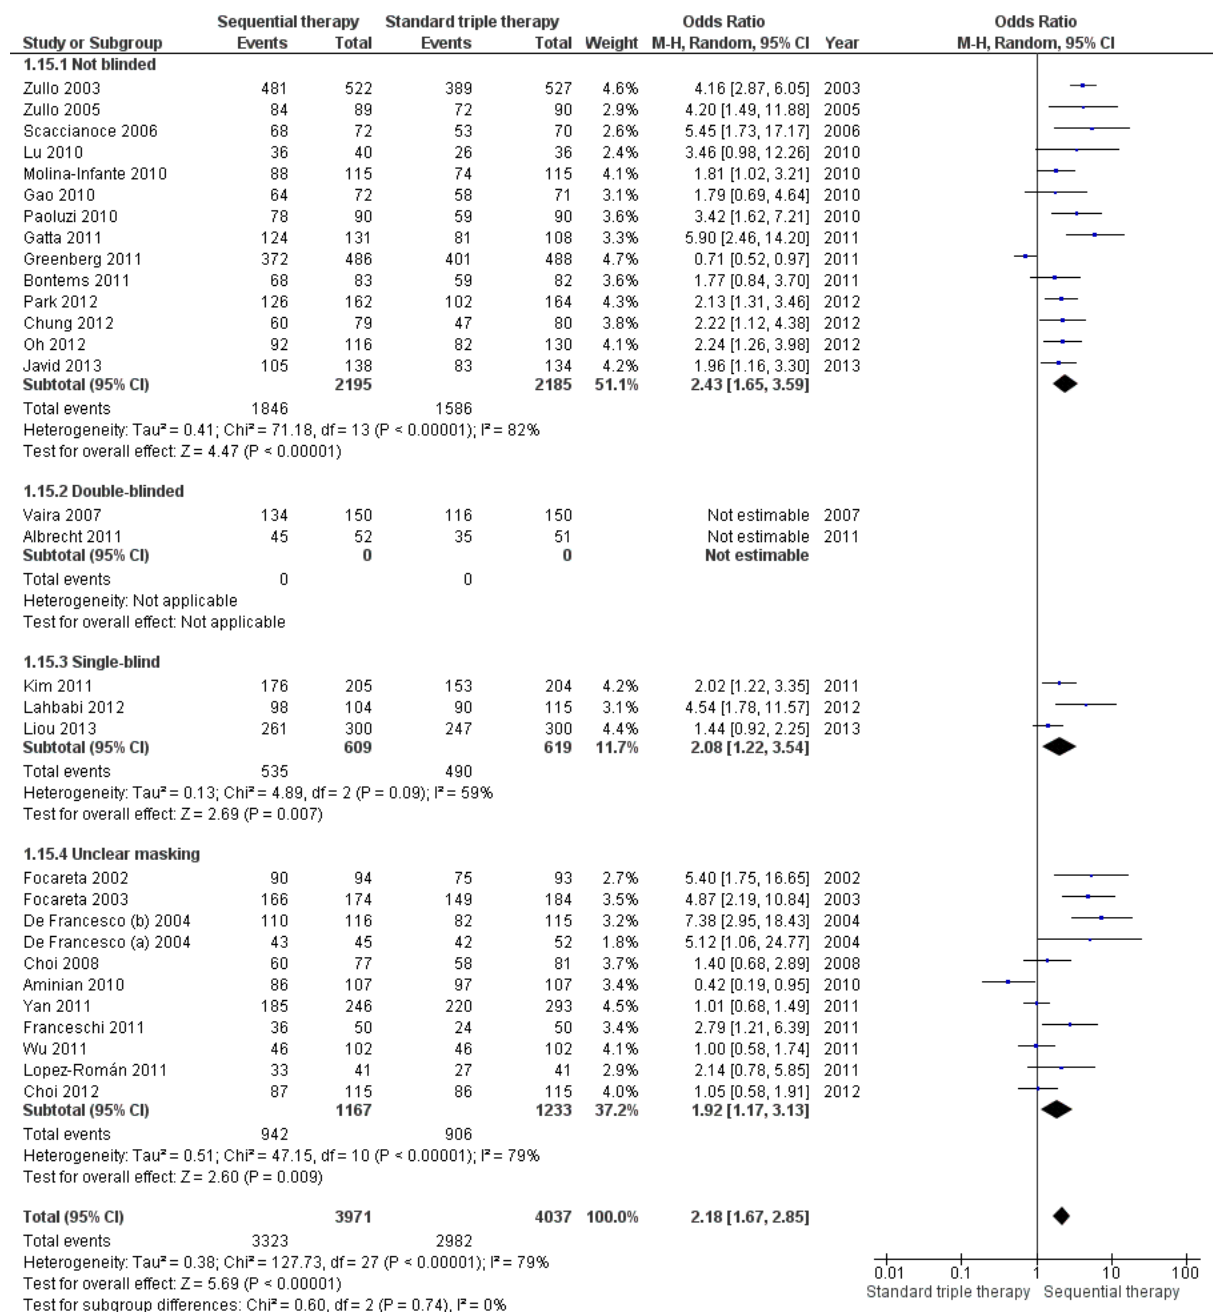 Sequential therapy Standard triple therapy Odds Ratio Odds Ratio
Study or Subgroup Events Total Events Total Weight M-H, Random, 95% CI Year M-H, Random, 95% CI
1.15.1 Not blinded
Zullo 2003 481 522 389 527 4.6% 4.16 [2.87, 6.05] 2003
Zullo 2005 84 89 72 90 2.9% 4.20 [1.49, 11.88] 2005
Scaccianoce 2006 68 72 53 70 2.6% 5.45 [1.73, 17.17] 2006
Lu 2010 36 40 26 36 2.4% 3.46 [0.98, 12.26] 2010
Molina-Infante 2010 88 115 74 115 4.1% 1.81 [1.02, 3.21] 2010
Gao 2010 64 72 58 71 3.1% 1.79 [0.69, 4.64] 2010
Paoluzi 2010 78 90 59 90 3.6% 3.42 [1.62, 7.21] 2010
Gatta 2011 124 131 81 108 3.3% 5.90 [2.46, 14.20] 2011
Greenberg 2011 372 486 401 488 4.7% 0.71 [0.52, 0.97] 2011
Bontems 2011 68 83 59 82 3.6% 1.77 [0.84, 3.70] 2011
Park 2012 126 162 102 164 4.3% 2.13 [1.31, 3.46] 2012
Chung 2012 60 79 47 80 3.8% 2.22 [1.12, 4.38] 2012
Oh 2012 92 116 82 130 4.1% 2.24 [1.26, 3.98] 2012
Javid 2013 105 138 83 134 4.2% 1.96 [1.16, 3.30] 2013
Subtotal (95% CI) 2195 2185 51.1% 2.43 [1.65, 3.59]
Total events 1846 1586
Heterogeneity: Tau² = 0.41; Chi² = 71.18, df = 13 (P < 0.00001); I² = 82%
Test for overall effect: Z = 4.47 (P < 0.00001)
1.15.2 Double-blinded
Vaira 2007 134 150 116 150 Not estimable 2007
Albrecht 2011 45 52 35 51 Not estimable 2011
Subtotal (95% CI) 0 0 Not estimable
Total events 0 0
Heterogeneity: Not applicable
Test for overall effect: Not applicable
1.15.3 Single-blind
Kim 2011 176 205 153 204 4.2% 2.02 [1.22, 3.35] 2011
Lahbabi 2012 98 104 90 115 3.1% 4.54 [1.78, 11.57] 2012
Liou 2013 261 300 247 300 4.4% 1.44 [0.92, 2.25] 2013
Subtotal (95% CI) 609 619 11.7% 2.08 [1.22, 3.54]
Total events 535 490
Heterogeneity: Tau² = 0.13; Chi² = 4.89, df = 2 (P = 0.09); I² = 59%
Test for overall effect: Z = 2.69 (P = 0.007)
1.15.4 Unclear masking
Focareta 2002 90 94 75 93 2.7% 5.40 [1.75, 16.65] 2002
Focareta 2003 166 174 149 184 3.5% 4.87 [2.19, 10.84] 2003
De Francesco (b) 2004 110 116 82 115 3.2% 7.38 [2.95, 18.43] 2004
De Francesco (a) 2004 43 45 42 52 1.8% 5.12 [1.06, 24.77] 2004
Choi 2008 60 77 58 81 3.7% 1.40 [0.68, 2.89] 2008
Aminian 2010 86 107 97 107 3.4% 0.42 [0.19, 0.95] 2010
Yan 2011 185 246 220 293 4.5% 1.01 [0.68, 1.49] 2011
Franceschi 2011 36 50 24 50 3.4% 2.79 [1.21, 6.39] 2011
Wu 2011 46 102 46 102 4.1% 1.00 [0.58, 1.74] 2011
Lopez-Román 2011 33 41 27 41 2.9% 2.14 [0.78, 5.85] 2011
Choi 2012 87 115 86 115 4.0% 1.05 [0.58, 1.91] 2012
Subtotal (95% CI) 1167 1233 37.2% 1.92 [1.17, 3.13]
Total events 942 906
Heterogeneity: Tau² = 0.51; Chi² = 47.15, df = 10 (P < 0.00001); I² = 79%
Test for overall effect: Z = 2.60 (P = 0.009)
Total (95% CI) 3971 4037 100.0% 2.18 [1.67, 2.85]
Total events 3323 2982
Heterogeneity: Tau² = 0.38; Chi² = 127.73, df = 27 (P < 0.00001); I² = 79%
Test for overall effect: Z = 5.69 (P < 0.00001)
Test for subgroup differences: Chi² = 0.60, df = 2 (P = 0.74), I² = 0%
0.01 0.1 1 10 100
Standard triple therapy Sequential therapy